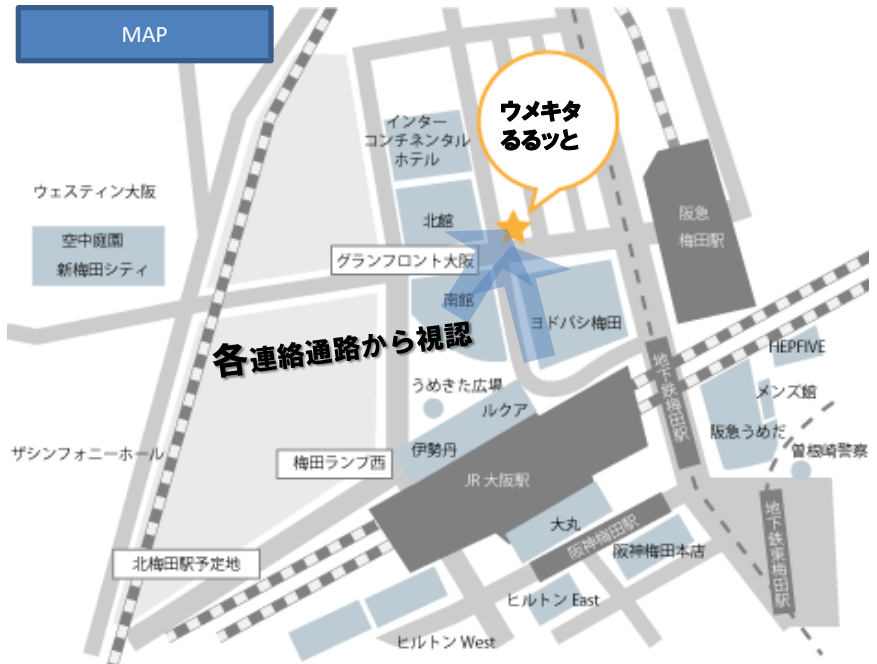 MAP
ウメキタ
るるッと
インター
コンチネンタル
ホテル
ウェスティン大阪
北館
阪急
梅田駅
空中庭園
新梅田シティ
グランフロント大阪
南館
ヨドバシ梅田
各連絡通路から視認
HEPFIVE
地下鉄梅田駅
うめきた広場
メンズ館
ルクア
阪急うめだ
伊勢丹
ザシンフォニーホール
梅田ランプ西
曽根崎警察
JR 大阪駅
大丸
地下鉄東梅田駅
阪神梅田駅
阪神梅田本店
北梅田駅予定地
ヒルトン East
ヒルトン West